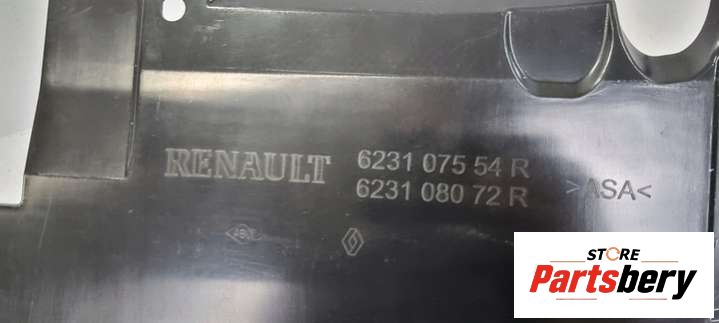 RENAULT 6231 075 54 R
6231 080 72 R >ASA<
STORE
Partsbery